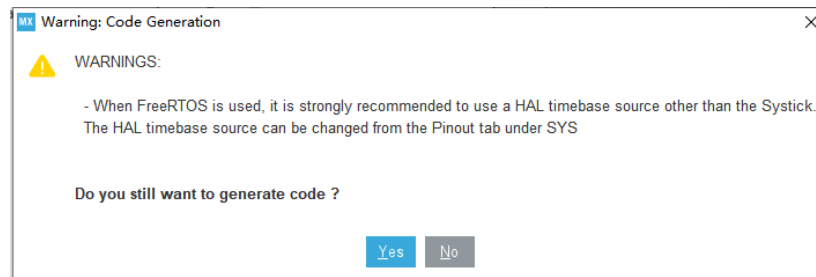 MX Warning: Code Generation
WARNINGS:
- When FreeRTOS is used, it is strongly recommended to use a HAL timebase source other than the Systick.
The HAL timebase source can be changed from the Pinout tab under SYS
Do you still want to generate code ?
Yes No